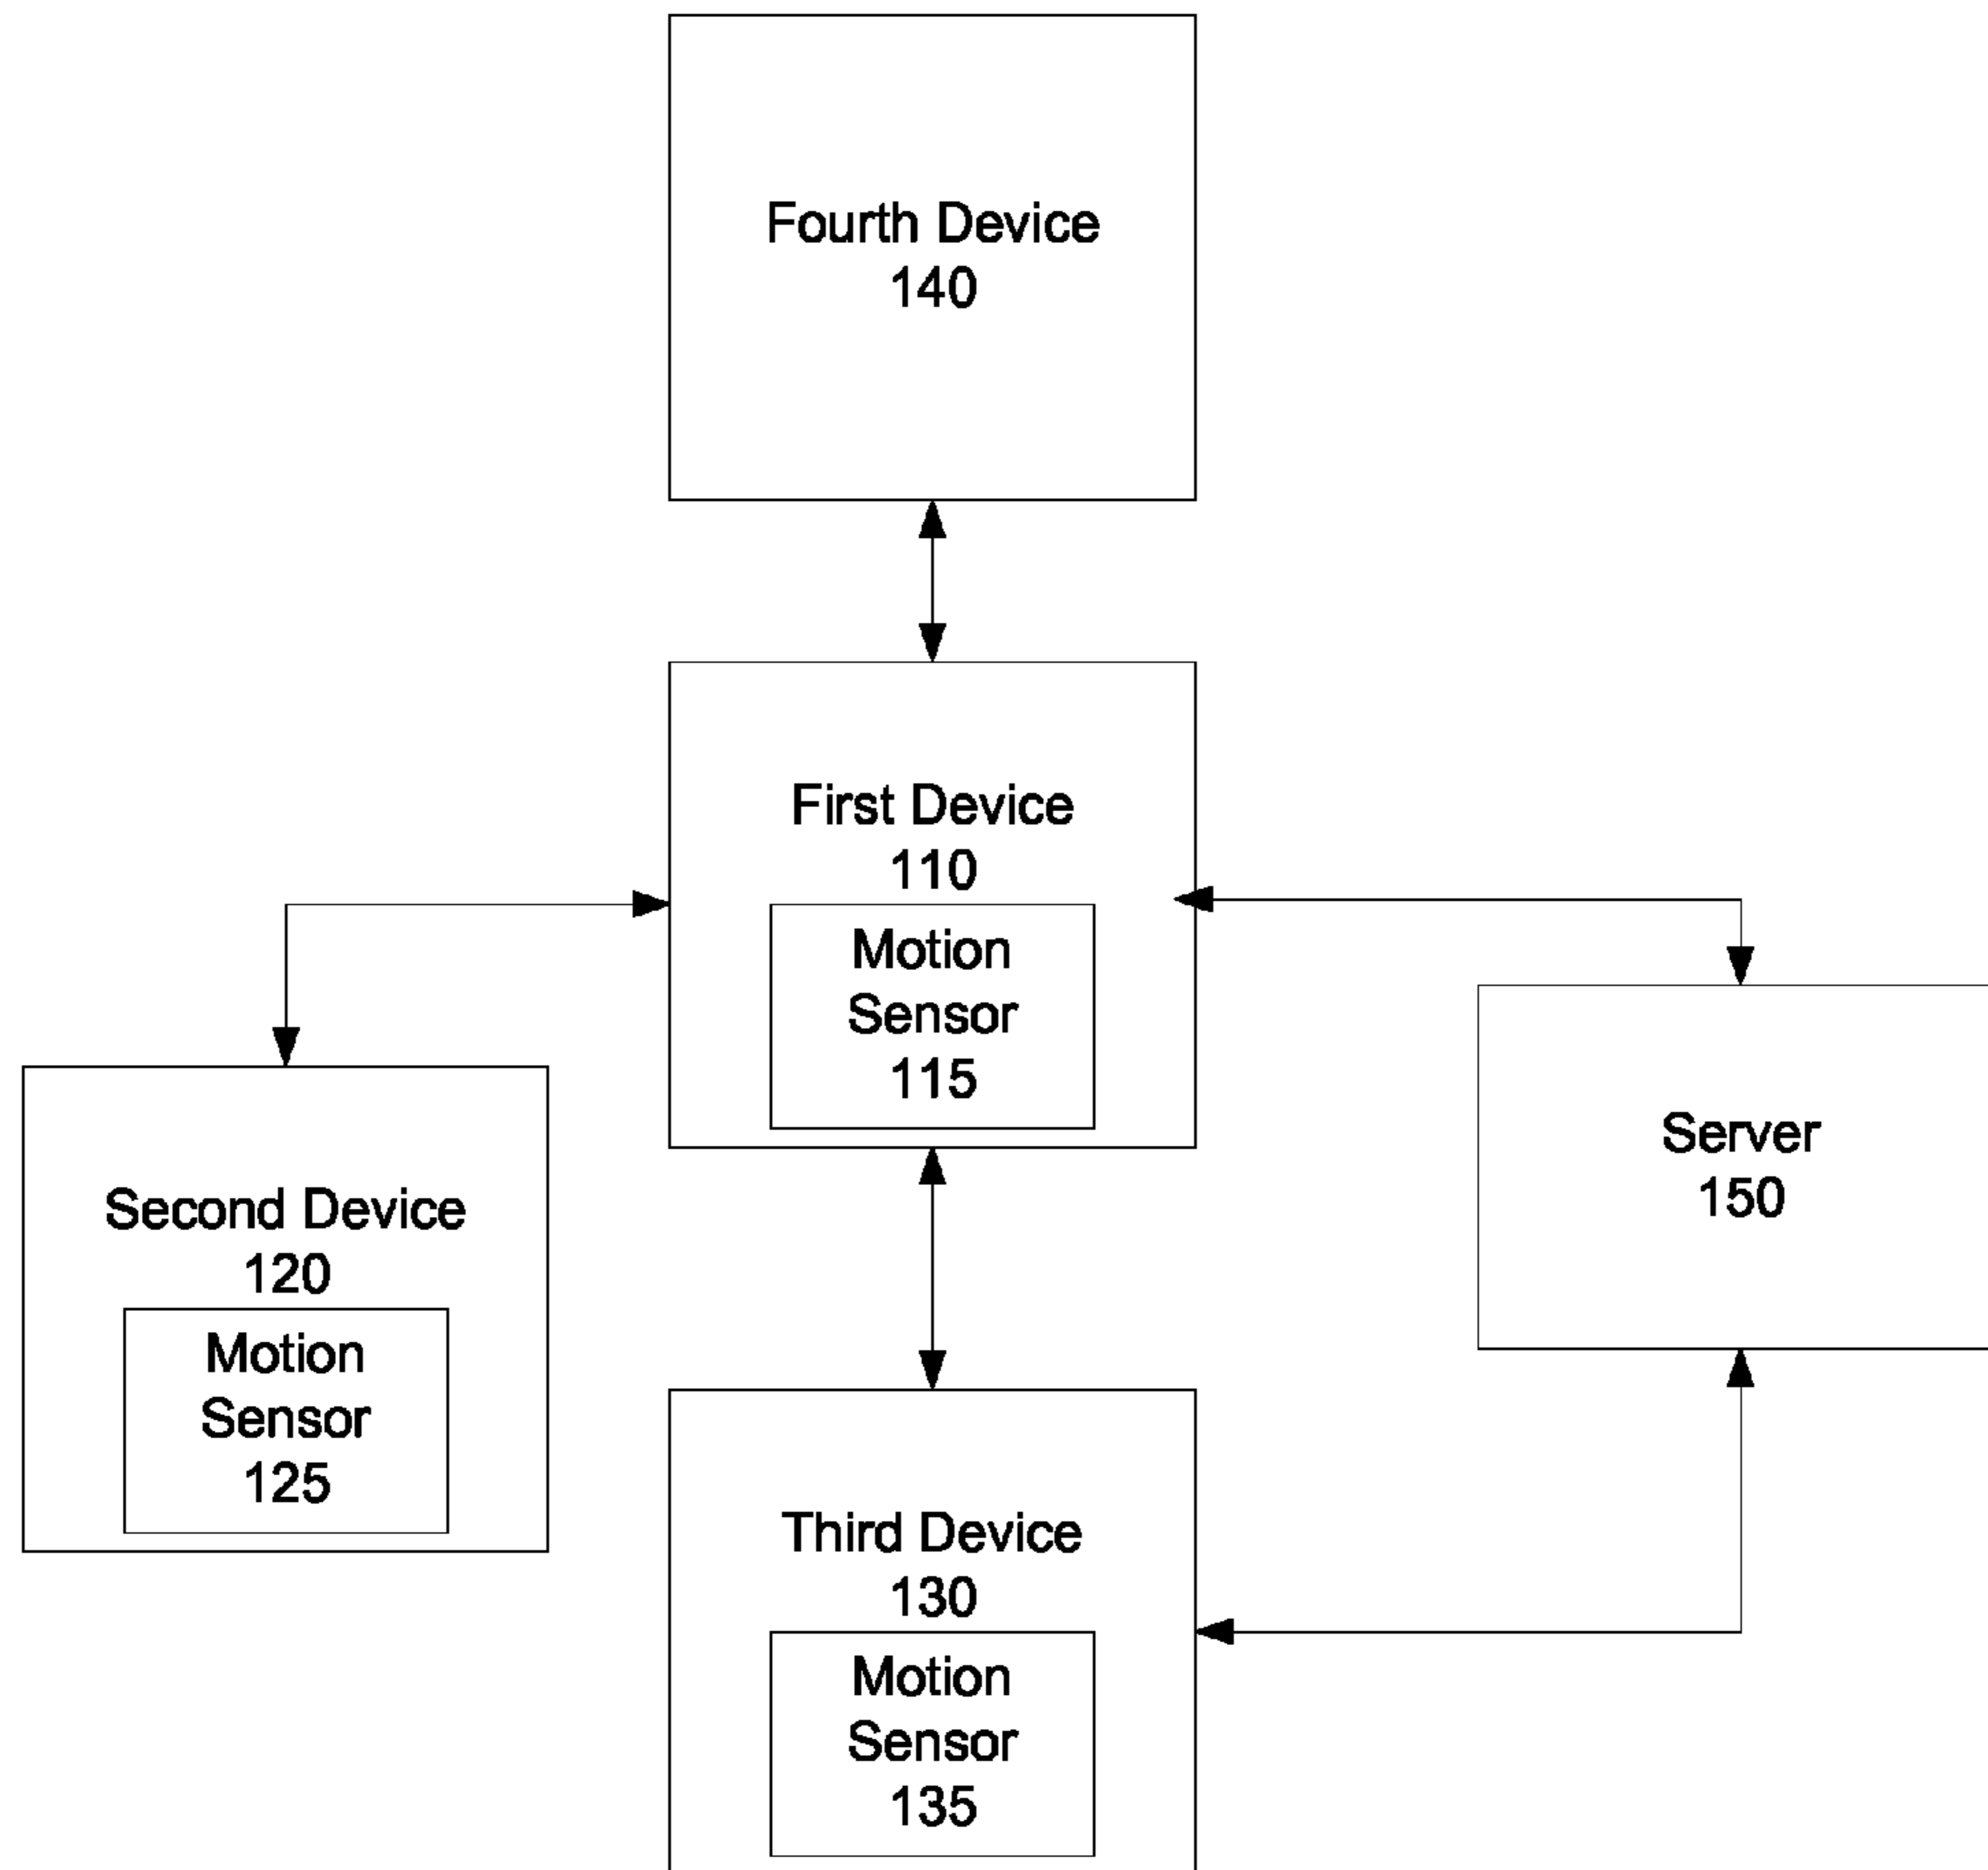 Fourth Device
140
First Device
110
Motion
Sensor
115
Server
150
Second Device
120
Motion
Sensor
125
Third Device
130
Motion
Sensor
135